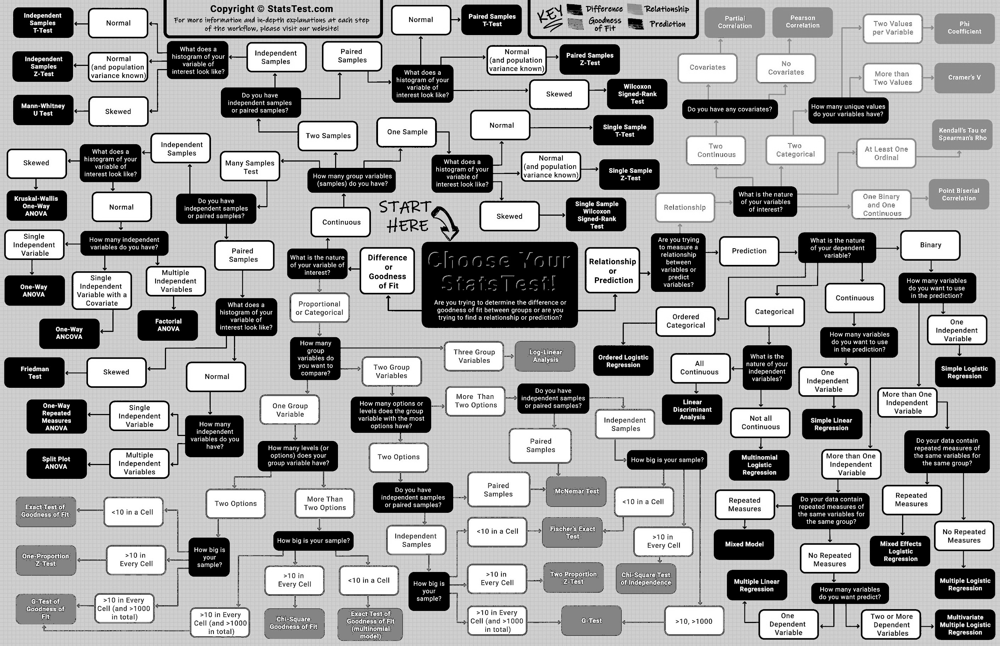 Copyright © StatsTest.com
For more information and in-depth explanations at each step
of the workflow, please visit our website!
KEY
Difference
Relationship
Goodness
of Fit
Prediction
Independent
Samples
T-Test
Normal
Independent
Samples
Z-Test
Normal
(and population
variance known)
Mann-Whitney
U Test
Skewed
What does a
histogram of your
variable of
interest look like?
Independent
Samples
Paired
Samples
Do you have
independent samples
or paired samples?
Normal
Paired Samples
T-Test
What does a
histogram of your
variable of
interest look like?
Normal
(and population
variance known)
Paired Samples
Z-Test
Skewed
Wilcoxon
Signed-Rank
Test
Partial
Correlation
Pearson
Correlation
Two Values
per Variable
Phi
Coefficient
Covariates
No
Covariates
More than
Two Values
Cramer's V
Do you have any covariates?
How many unique values
do your variables have?
Two
Continuous
Two
Categorical
At Least One
Ordinal
Kendall's Tau or
Spearman's Rho
What is the nature
of your variables
of interest?
One Binary
and One
Continuous
Point Biserial
Correlation
Relationship
Two Samples
One Sample
Normal
Single Sample
T-Test
What does a
histogram of your
variable of
interest look like?
Normal
(and population
variance known)
Single Sample
Z-Test
Skewed
Single Sample
Wilcoxon
Signed-Rank
Test
Many Samples
Test
How many group variables
(samples) do you have?
Continuous
Independent
Samples
What does a
histogram of your
variable of
interest look like?
Skewed
Kruskal-Wallis
One-Way
ANOVA
Normal
Do you have
independent samples
or paired samples?
Single
Independent
Variable
How many independent
variables do you have?
One-Way
ANOVA
Single
Independent
Variable with a
Covariate
Multiple
Independent
Variables
One-Way
ANCOVA
Factorial
ANOVA
Paired
Samples
What does a
histogram of your
variable of
interest look like?
Friedman
Test
Skewed
Normal
One-Way
Repeated
Measures
ANOVA
Single
Independent
Variable
How many
independent
variables do you
have?
Split Plot
ANOVA
Multiple
Independent
Variables
START
HERE
Choose Your
StatsTest!
Are you trying to determine the difference or
goodness of fit between groups or are you
trying to find a relationship or prediction?
Difference
or
Goodness
of Fit
What is the nature
of your variable of
interest?
Proportional
or Categorical
Relationship
or
Prediction
Are you trying
to measure a
relationship
between
variables or
predict
variables?
Prediction
What is the nature
of your dependent
variable?
Binary
How many variables
do you want to use
in the prediction?
One
Independent
Variable
Simple Logistic
Regression
More than One
Independent
Variable
Do your data contain
repeated measures of
the same variables for
the same group?
Repeated
Measures
Mixed Effects
Logistic
Regression
No Repeated
Measures
Multiple Logistic
Regression
Continuous
How many variables
do you want to use
in the prediction?
One
Independent
Variable
Simple Linear
Regression
More than One
Independent
Variable
Do your data contain
repeated measures of
the same variables for
the same group?
Repeated
Measures
Mixed Model
No Repeated
Measures
How many variables
do you want predict?
Multiple Linear
Regression
One
Dependent
Variable
Two or More
Dependent
Variables
Multivariate
Multiple Logistic
Regression
Categorical
What is the
nature of your
independent
variables?
All
Continuous
Linear
Discriminant
Analysis
Not all
Continuous
Multinomial
Logistic
Regression
Ordered
Categorical
Ordered Logistic
Regression
How many
group
variables do
you want to
compare?
Three Group
Variables
Log-Linear
Analysis
Two Group
Variables
One Group
Variable
How many options or
levels does the group
variable with the most
options have?
More Than
Two Options
Do you have
independent samples
or paired samples?
Independent
Samples
Paired
Samples
How big is your sample?
Two Options
Do you have
independent samples
or paired samples?
Paired
Samples
McNemar Test
<10 in a Cell
Independent
Samples
<10 in a Cell
Fischer's Exact
Test
>10 in
Every Cell
How big is
your
sample?
>10 in
Every Cell
Two Proportion
Z-Test
Chi-Square Test
of Independence
>10 in Every
Cell (and >1000
in total)
G-Test
>10, >1000
How many levels (or
options) does your
group variable have?
Two Options
More Than
Two Options
Exact Test of
Goodness of Fit
<10 in a Cell
How big is
your
sample?
One-Proportion
Z-Test
>10 in
Every Cell
G-Test of
Goodness of
Fit
>10 in Every
Cell (and >1000
in total)
How big is your sample?
>10 in
Every Cell
<10 in a Cell
>10 in Every
Cell (and >1000
in total)
Chi-Square
Goodness of Fit
Exact Test of
Goodness of Fit
(multinomial
model)